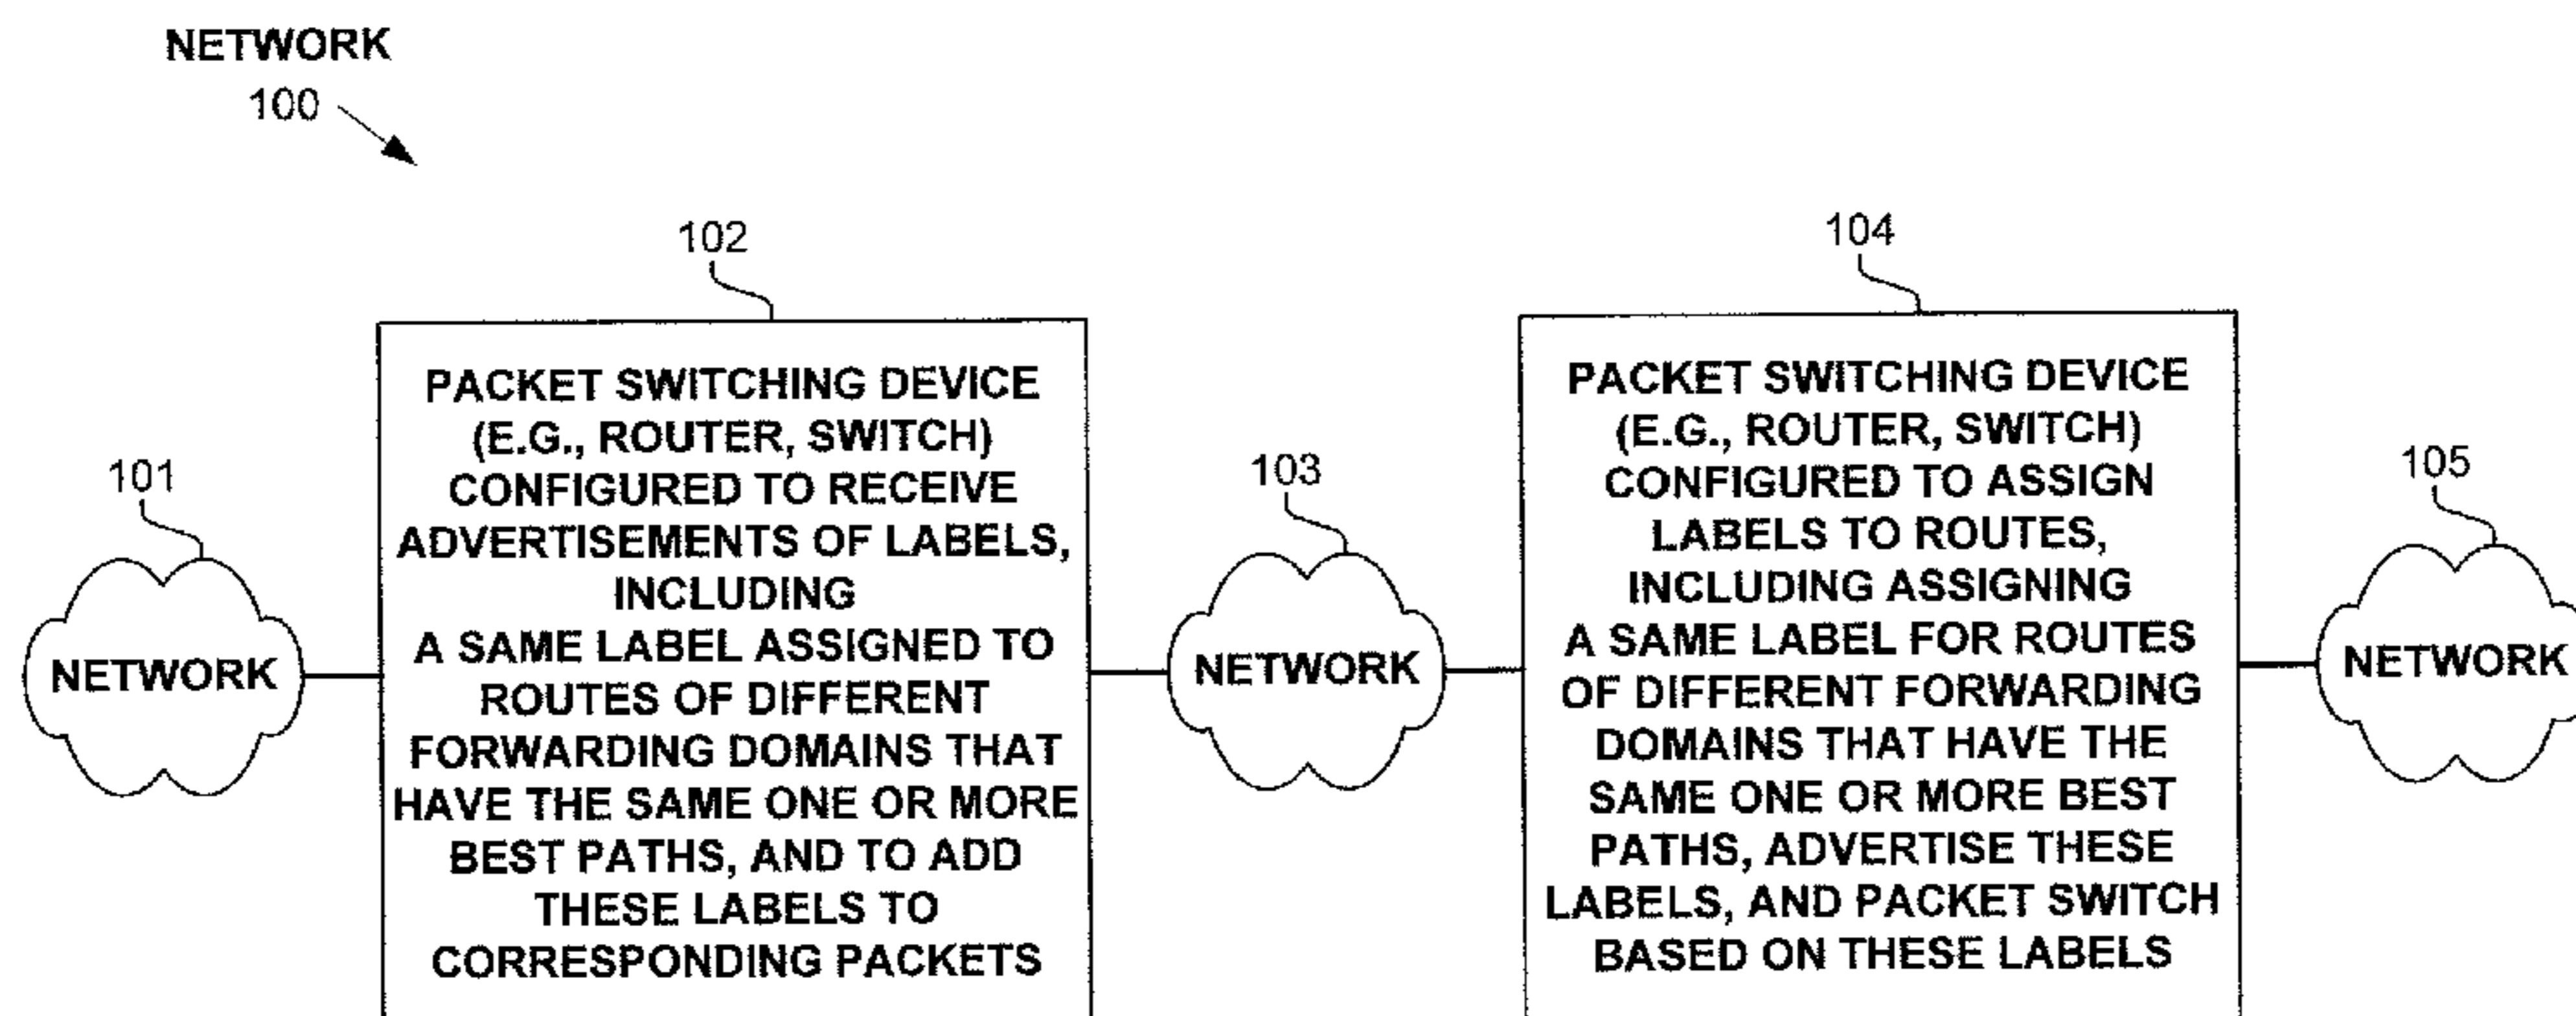 NETWORK
100
102
104
PACKET SWITCHING DEVICE
(E.G., ROUTER, SWITCH)
CONFIGURED TO RECEIVE
ADVERTISEMENTS OF LABELS,
INCLUDING
A SAME LABEL ASSIGNED TO
ROUTES OF DIFFERENT
FORWARDING DOMAINS THAT
HAVE THE SAME ONE OR MORE
BEST PATHS, AND TO ADD
THESE LABELS TO
CORRESPONDING PACKETS
PACKET SWITCHING DEVICE
(E.G., ROUTER, SWITCH)
CONFIGURED TO ASSIGN
LABELS TO ROUTES,
INCLUDING ASSIGNING
A SAME LABEL FOR ROUTES
OF DIFFERENT FORWARDING
DOMAINS THAT HAVE THE
SAME ONE OR MORE BEST
PATHS, ADVERTISE THESE
LABELS, AND PACKET SWITCH
BASED ON THESE LABELS
101
NETWORK
103
NETWORK
105
NETWORK